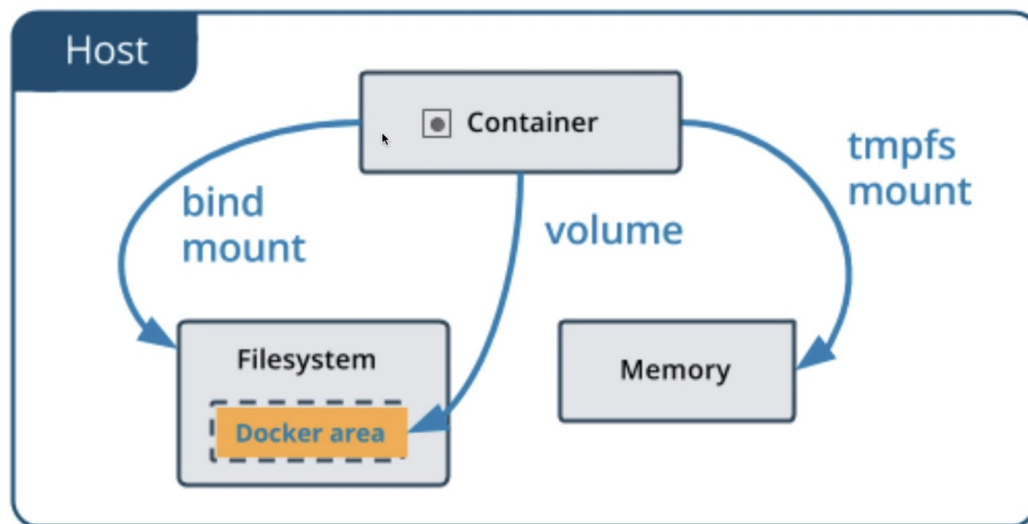 Host
Container
bind
mount
volume
tmpfs
mount
Filesystem
Docker area
Memory